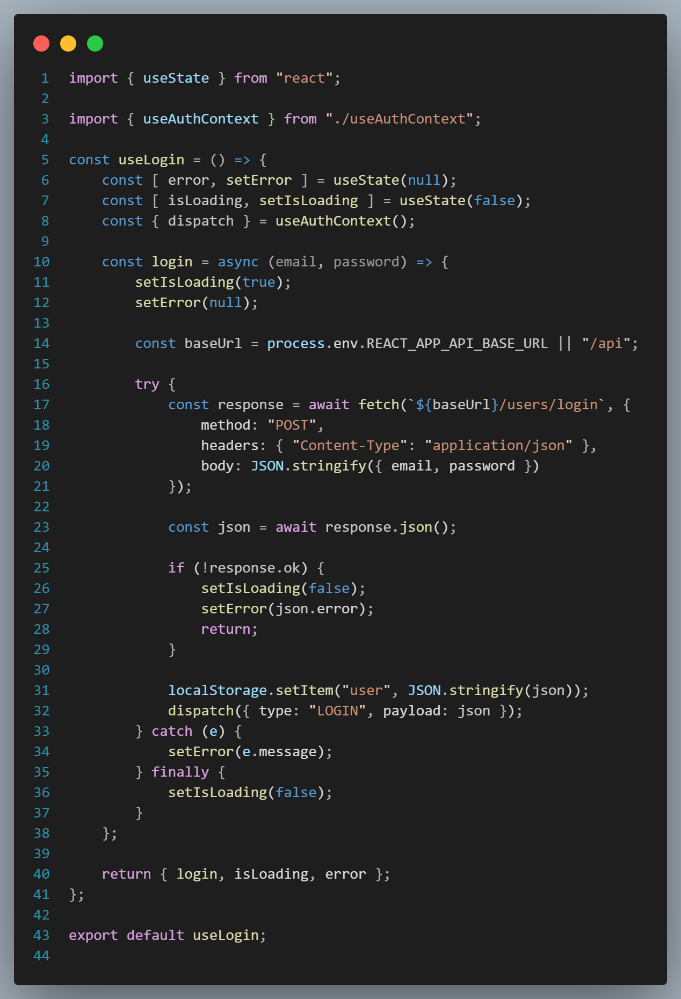 1 import { useState } from "react";
2
3 import { useAuthContext } from "./useAuthContext";
4
5 const useLogin = () => {
6     const [ error, setError ] = useState(null);
7     const [ isLoading, setIsLoading ] = useState(false);
8     const { dispatch } = useAuthContext();
9
10     const login = async (email, password) => {
11         setIsLoading(true);
12         setError(null);
13
14         const baseUrl = process.env.REACT_APP_API_BASE_URL || "/api";
15
16         try {
17             const response = await fetch(`${baseUrl}/users/login`, {
18                 method: "POST",
19                 headers: { "Content-Type": "application/json" },
20                 body: JSON.stringify({ email, password })
21             });
22
23             const json = await response.json();
24
25             if (!response.ok) {
26                 setIsLoading(false);
27                 setError(json.error);
28                 return;
29             }
30
31             localStorage.setItem("user", JSON.stringify(json));
32             dispatch({ type: "LOGIN", payload: json });
33         } catch (e) {
34             setError(e.message);
35         } finally {
36             setIsLoading(false);
37         }
38     };
39
40     return { login, isLoading, error };
41 };
42
43 export default useLogin;
44